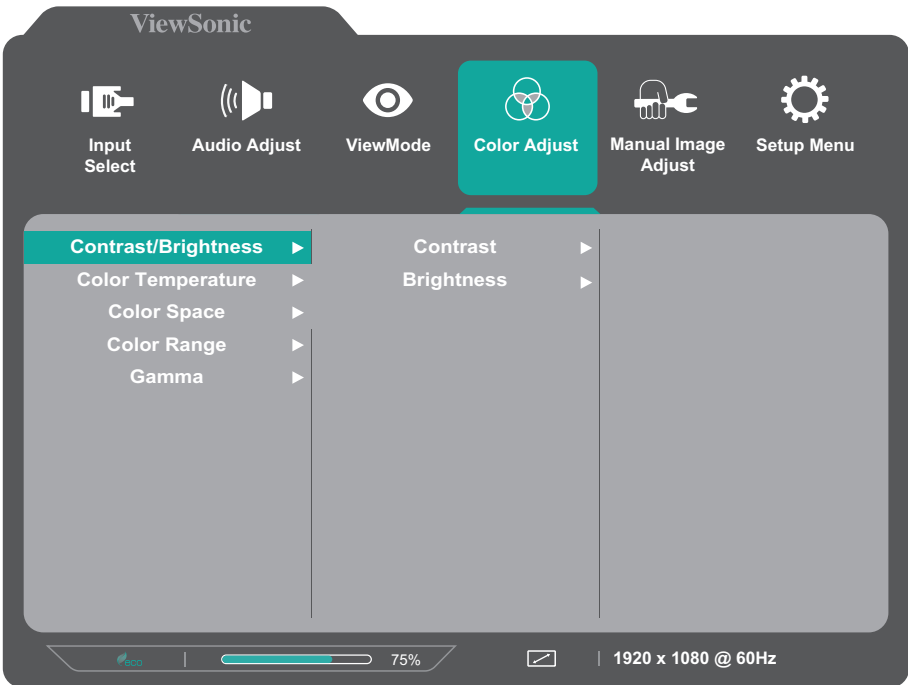 ViewSonic
Input Select
Audio Adjust
ViewMode
Color Adjust
Manual Image Adjust
Setup Menu
Contrast/Brightness
Contrast
Color Temperature
Brightness
Color Space
Color Range
Gamma
75%
1920 x 1080 @ 60Hz